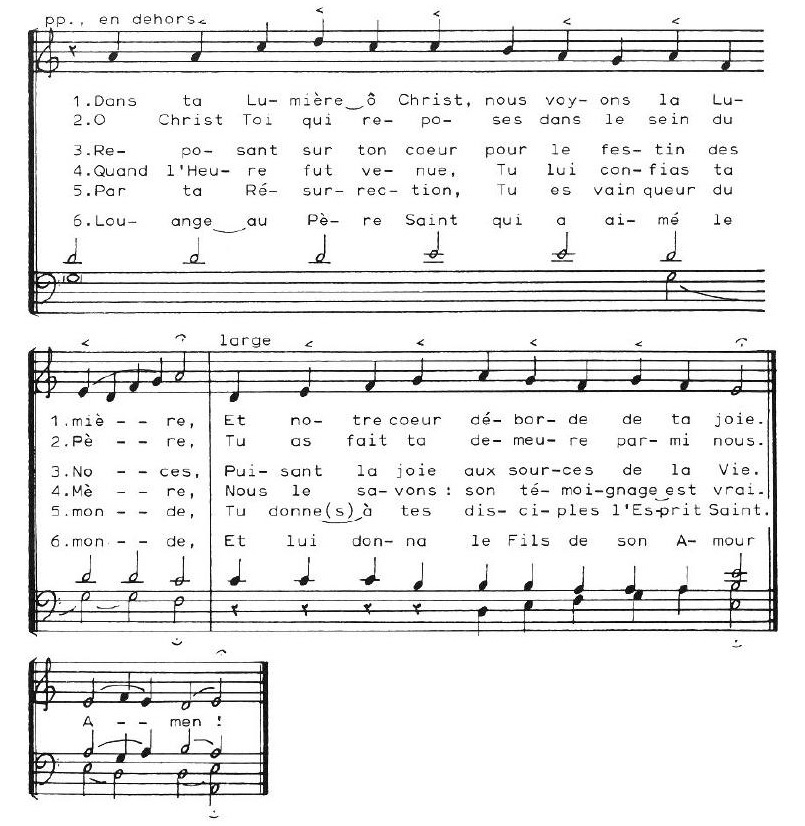 pp., en dehors
1.Dans ta Lu- mière ô Christ, nous voy- ons la Lu-
2.O Christ Toi qui re- po- ses dans le sein du
3.Re- po- sant sur ton coeur pour le fes- tin des
4.Quand l'Heu- re fut ve- nue, Tu lui con- fias ta
5.Par ta Ré- sur- rec- tion, Tu es vain queur du
6.Lou- ange au Pè- re Saint qui a ai- mé le
large
1.miè - - re, Et no- tre coeur dé- bor- de de ta joie.
2.Pè - - re, Tu as fait ta de- meu- re par- mi nous.
3.No - - ces, Pui- sant la joie aux sour- ces de la Vie.
4.Mè - - re, Nous le sa- vons : son té- moi-gnage est vrai.
5.mon - - de, Tu donne(s) à tes dis- ci- ples l'Es-prit Saint.
6.mon - - de, Et lui don- na le Fils de son A- mour
A - - men !